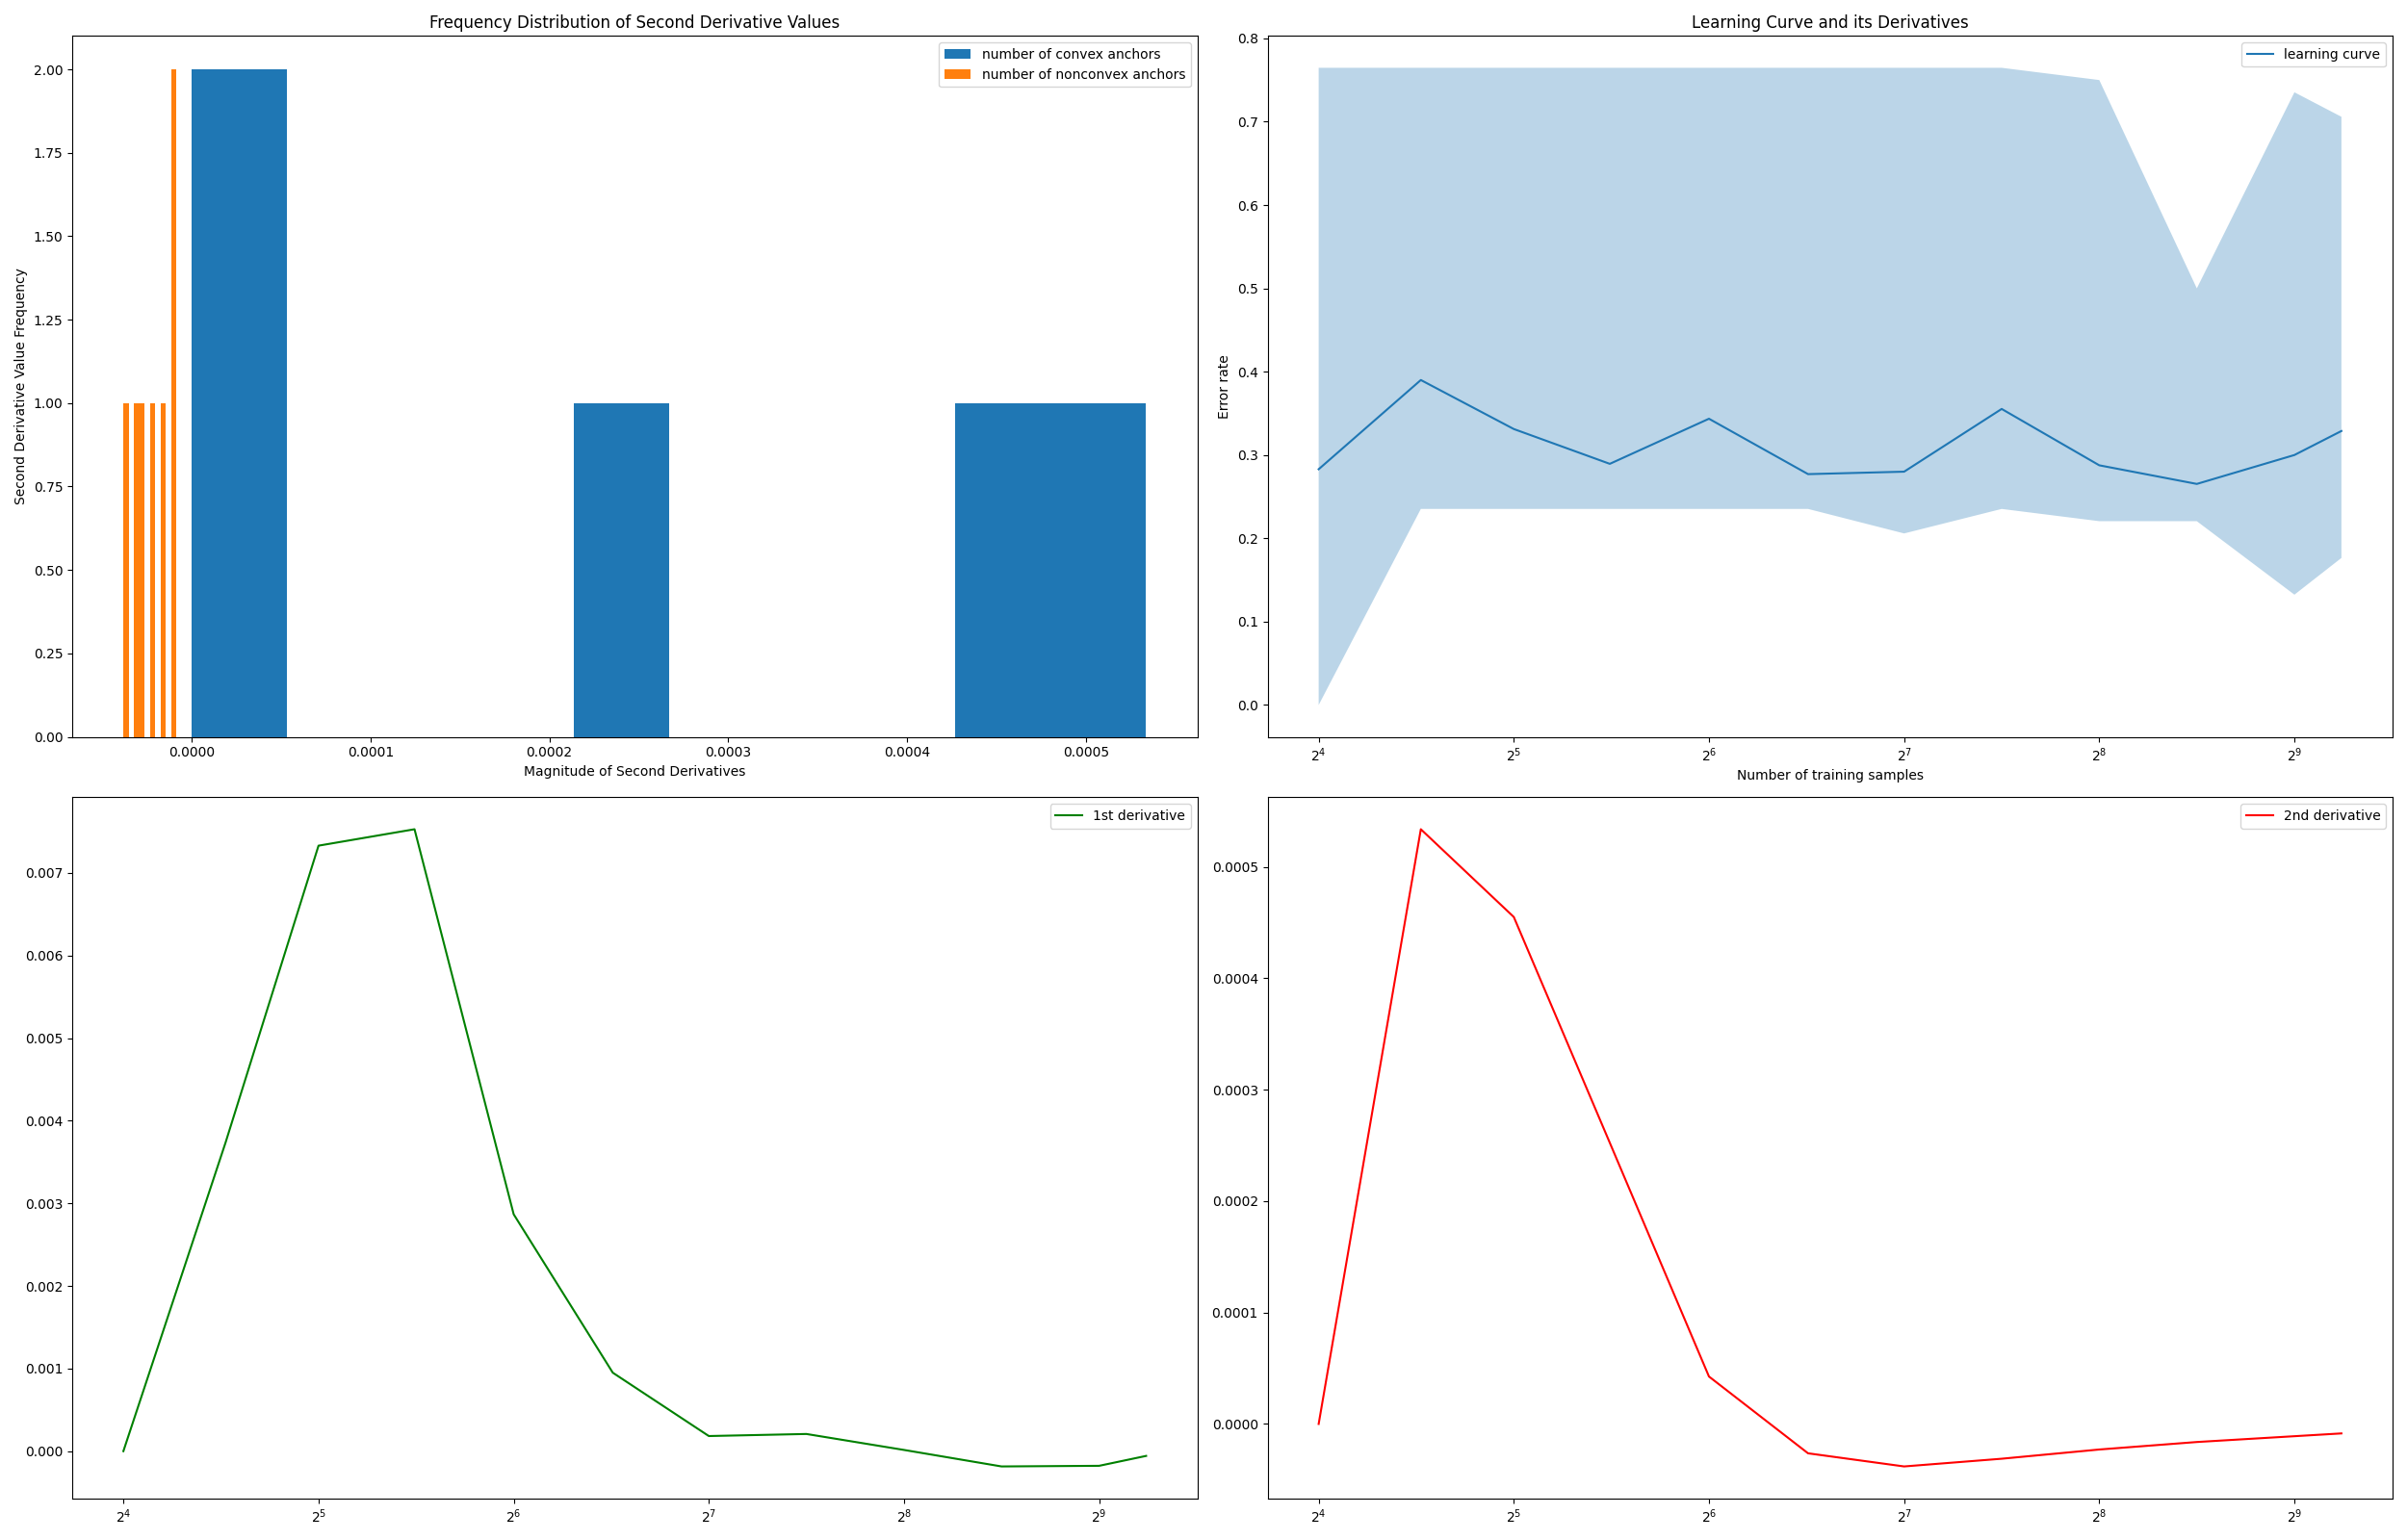 Frequency Distribution of Second Derivative Values
number of convex anchors
number of nonconvex anchors
2.00
1.75
1.50
1.25
1.00
0.75
0.50
0.25
0.00
Second Derivative Value Frequency
0.0000 0.0001 0.0002 0.0003 0.0004 0.0005
Magnitude of Second Derivatives
Learning Curve and its Derivatives
learning curve
0.8
0.7
0.6
0.5
0.4
0.3
0.2
0.1
0.0
Error rate
2⁴ 2⁵ 2⁶ 2⁷ 2⁸ 2⁹
Number of training samples
1st derivative
0.007
0.006
0.005
0.004
0.003
0.002
0.001
0.000
2⁴ 2⁵ 2⁶ 2⁷ 2⁸ 2⁹
2nd derivative
0.0005
0.0004
0.0003
0.0002
0.0001
0.0000
2⁴ 2⁵ 2⁶ 2⁷ 2⁸ 2⁹